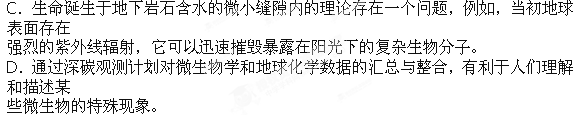 C．生命诞生于地下岩石含水的微小缝隙内的理论存在一个问题，例如，当初地球
表面存在
强烈的紫外线辐射，它可以迅速摧毁暴露在阳光下的复杂生物分子。
D．通过深碳观测计划对微生物学和地球化学数据的汇总与整合，有利于人们理解
和描述某
些微生物的特殊现象。